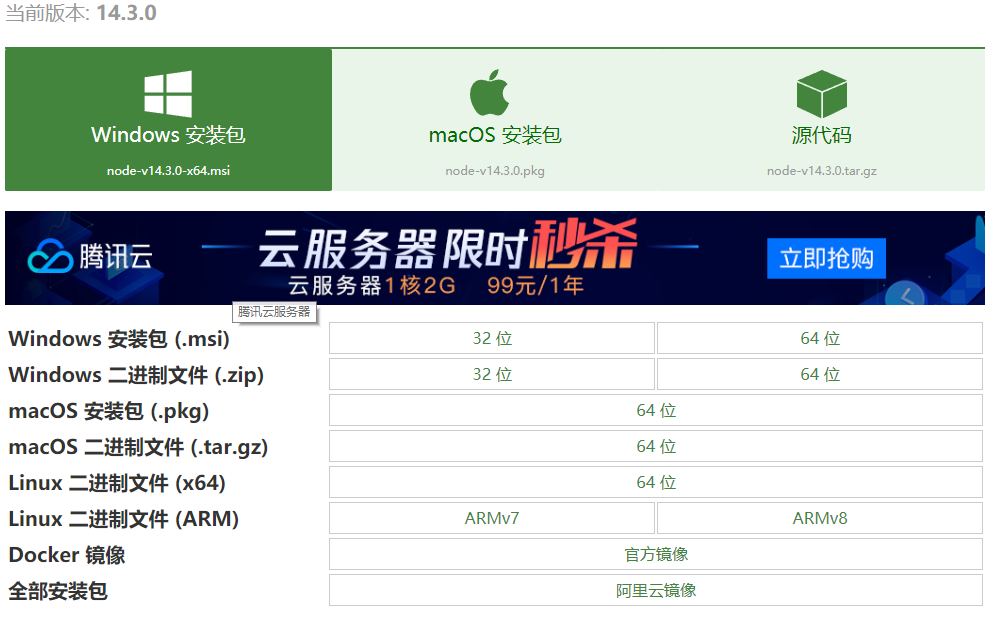 当前版本: 14.3.0
Windows 安装包 macOS 安装包 源代码
node-v14.3.0-x64.msi node-v14.3.0.pkg node-v14.3.0.tar.gz
腾讯云 云服务器限时秒杀 立即抢购
云服务器1核2G 99元/1年
腾讯云服务器
Windows 安装包 (.msi) 32 位 64 位
Windows 二进制文件 (.zip) 32 位 64 位
macOS 安装包 (.pkg) 64 位
macOS 二进制文件 (.tar.gz) 64 位
Linux 二进制文件 (x64) 64 位
Linux 二进制文件 (ARM) ARMv7 ARMv8
Docker 镜像 官方镜像
全部安装包 阿里云镜像